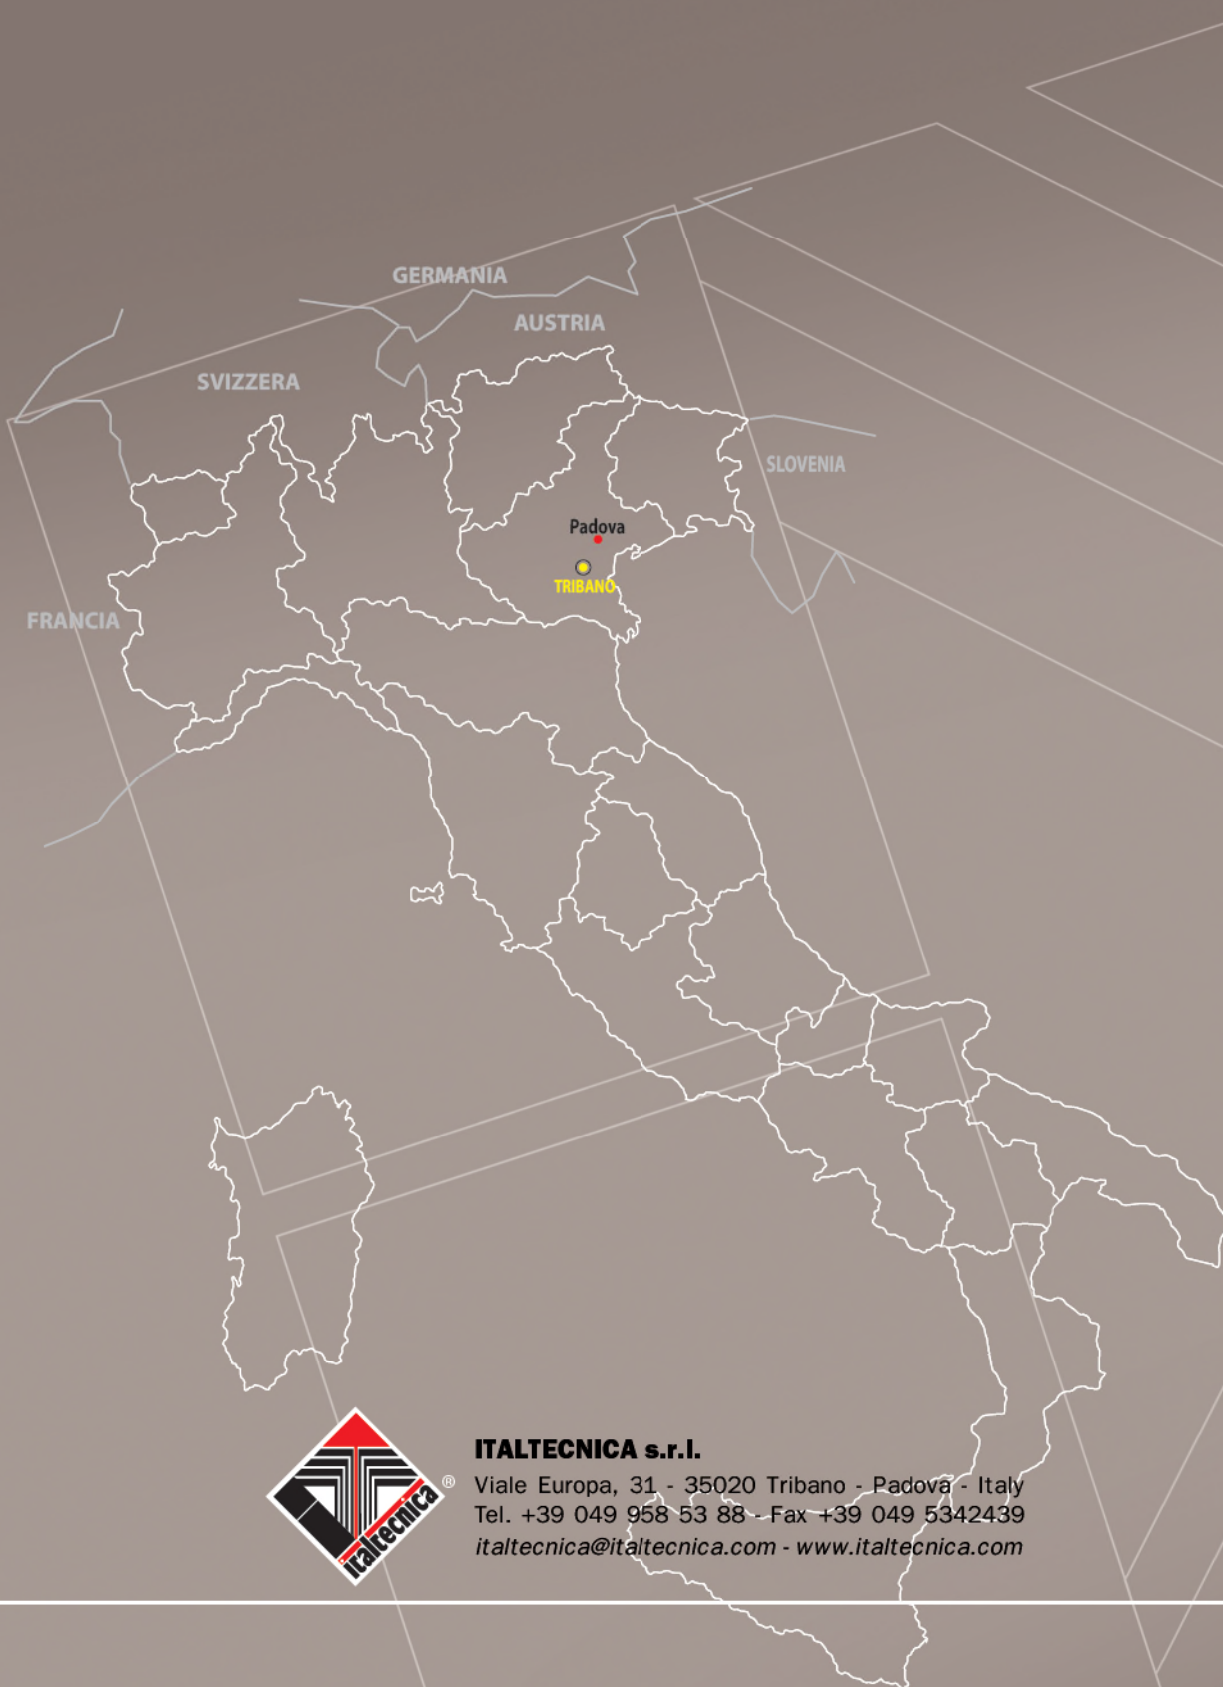 GERMANIA
AUSTRIA
SVIZZERA
SLOVENIA
Padova
TRIBANO
FRANCIA
ITALTECNICA s.r.l.
Viale Europa, 31 - 35020 Tribano - Padova - Italy
Tel. +39 049 958 53 88 - Fax +39 049 5342439
italtecnica@italtecnica.com - www.italtecnica.com
italtecnica
®